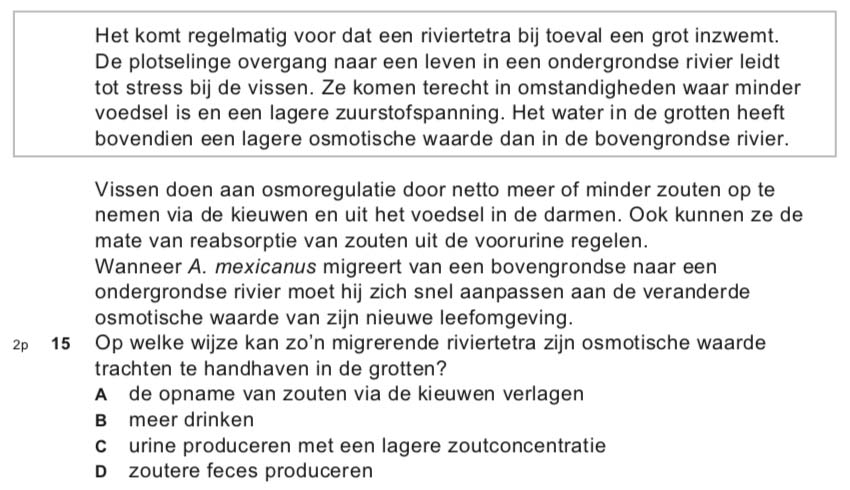 Het komt regelmatig voor dat een riviertetra bij toeval een grot inzwemt.
De plotselinge overgang naar een leven in een ondergrondse rivier leidt
tot stress bij de vissen. Ze komen terecht in omstandigheden waar minder
voedsel is en een lagere zuurstofspanning. Het water in de grotten heeft
bovendien een lagere osmotische waarde dan in de bovengrondse rivier.
Vissen doen aan osmoregulatie door netto meer of minder zouten op te
nemen via de kieuwen en uit het voedsel in de darmen. Ook kunnen ze de
mate van reabsorptie van zouten uit de voorurine regelen.
Wanneer A. mexicanus migreert van een bovengrondse naar een
ondergrondse rivier moet hij zich snel aanpassen aan de veranderde
osmotische waarde van zijn nieuwe leefomgeving.
2p 15 Op welke wijze kan zo'n migrerende riviertetra zijn osmotische waarde
trachten te handhaven in de grotten?
A de opname van zouten via de kieuwen verlagen
B meer drinken
C urine produceren met een lagere zoutconcentratie
D zoutere feces produceren